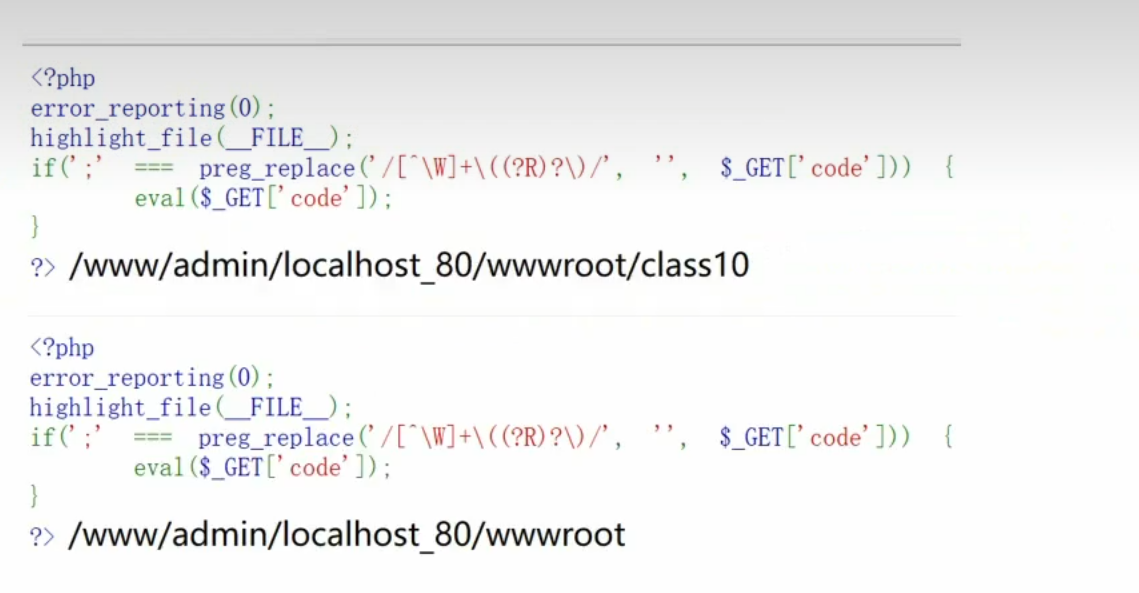 <?php
error_reporting(0);
highlight_file(__FILE__);
if(';' === preg_replace('/[^\W]+\((?R)?\)/', '', $_GET['code'])) {
eval($_GET['code']);
}
?> /www/admin/localhost_80/wwwroot/class10
<?php
error_reporting(0);
highlight_file(__FILE__);
if(';' === preg_replace('/[^\W]+\((?R)?\)/', '', $_GET['code'])) {
eval($_GET['code']);
}
?> /www/admin/localhost_80/wwwroot